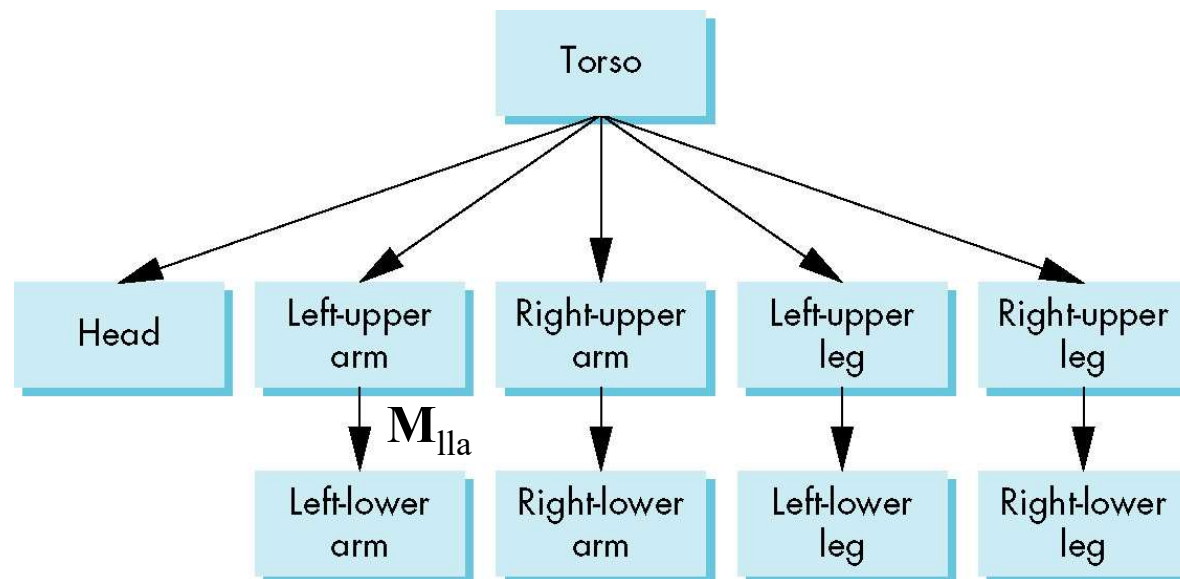 Torso
Head
Left-upper
arm
Right-upper
arm
Left-upper
leg
Right-upper
leg
Mlla
Left-lower
arm
Right-lower
arm
Left-lower
leg
Right-lower
leg